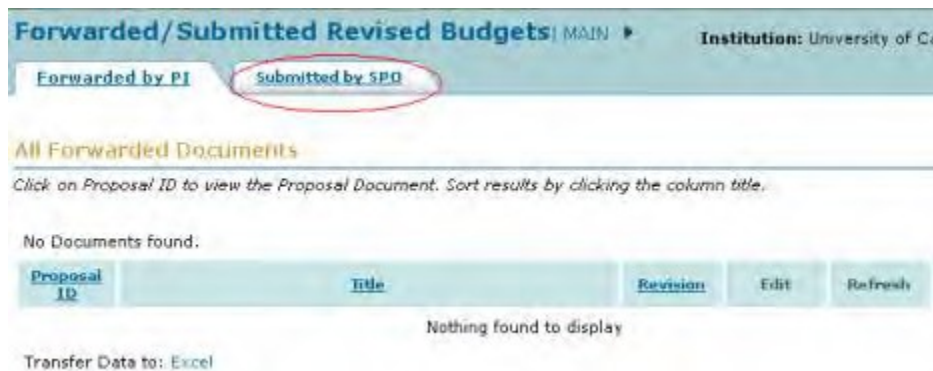 Forwarded/Submitted Revised Budgets| MAIN
Institution: University of
Forwarded by PI
Submitted by SPO
All Forwarded Documents
Click on Proposal ID to view the Proposal Document. Sort results by clicking the column title.
No Documents found.
Proposal ID Title Revision Edit Refresh
Nothing found to display
Transfer Data to: Excel